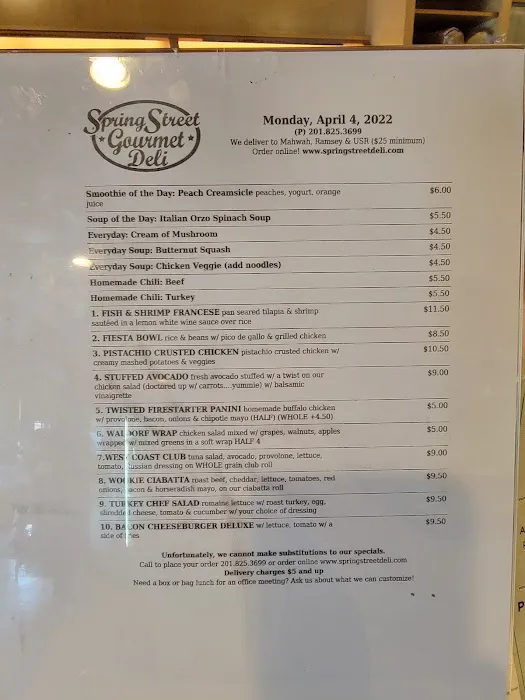 Spring Street
Gourmet
Deli
Monday, April 4, 2022
(P) 201.825.3699
We deliver to Mahwah, Ramsey & USR ($25 minimum)
Order online! www.springstreetdeli.com
Smoothie of the Day: Peach Creamsicle peaches, yogurt, orange $6.00
juice
Soup of the Day: Italian Orzo Spinach Soup $5.50
Everyday: Cream of Mushroom $4.50
Everyday Soup: Butternut Squash $4.50
Everyday Soup: Chicken Veggie (add noodles) $4.50
Homemade Chili: Beef $5.50
Homemade Chili: Turkey $5.50
1. FISH & SHRIMP FRANCESE pan seared tilapia & shrimp $11.50
sautéed in a lemon white wine sauce over rice
2. FIESTA BOWL rice & beans w/ pico de gallo & grilled chicken $8.50
3. PISTACHIO CRUSTED CHICKEN pistachio crusted chicken w/ $10.50
creamy mashed potatoes & veggies
4. STUFFED AVOCADO fresh avocado stuffed w/ a twist on our $9.00
chicken salad (doctored up w/ carrots...yummie) w/ balsamic
vinaigrette
5. TWISTED FIRESTARTER PANINI homemade buffalo chicken $5.00
w/ provolone, bacon, onions & chipotle mayo (HALF) (WHOLE +4.50)
6. WALDORF WRAP chicken salad mixed w/ grapes, walnuts, apples $5.00
wrapped w/ mixed greens in a soft wrap HALF 4
7.WEST COAST CLUB tuna salad, avocado, provolone, lettuce, $9.00
tomato, russian dressing on WHOLE grain club roll
8. WOOKIE CIABATTA roast beef, cheddar, lettuce, tomatoes, red $9.50
onions, bacon & horseradish mayo, on our ciabatta roll
9. TURKEY CHEF SALAD romaine lettuce w/ roast turkey, egg, $9.50
shredded cheese, tomato & cucumber w/ your choice of dressing
10. BACON CHEESEBURGER DELUXE w/ lettuce, tomato w/ a $9.50
side of fries
Unfortunately, we cannot make substitutions to our specials.
Call to place your order 201.825.3699 or order online www.springstreetdeli.com
Delivery charges $5 and up
Need a box or bag lunch for an office meeting? Ask us about what we can customize!